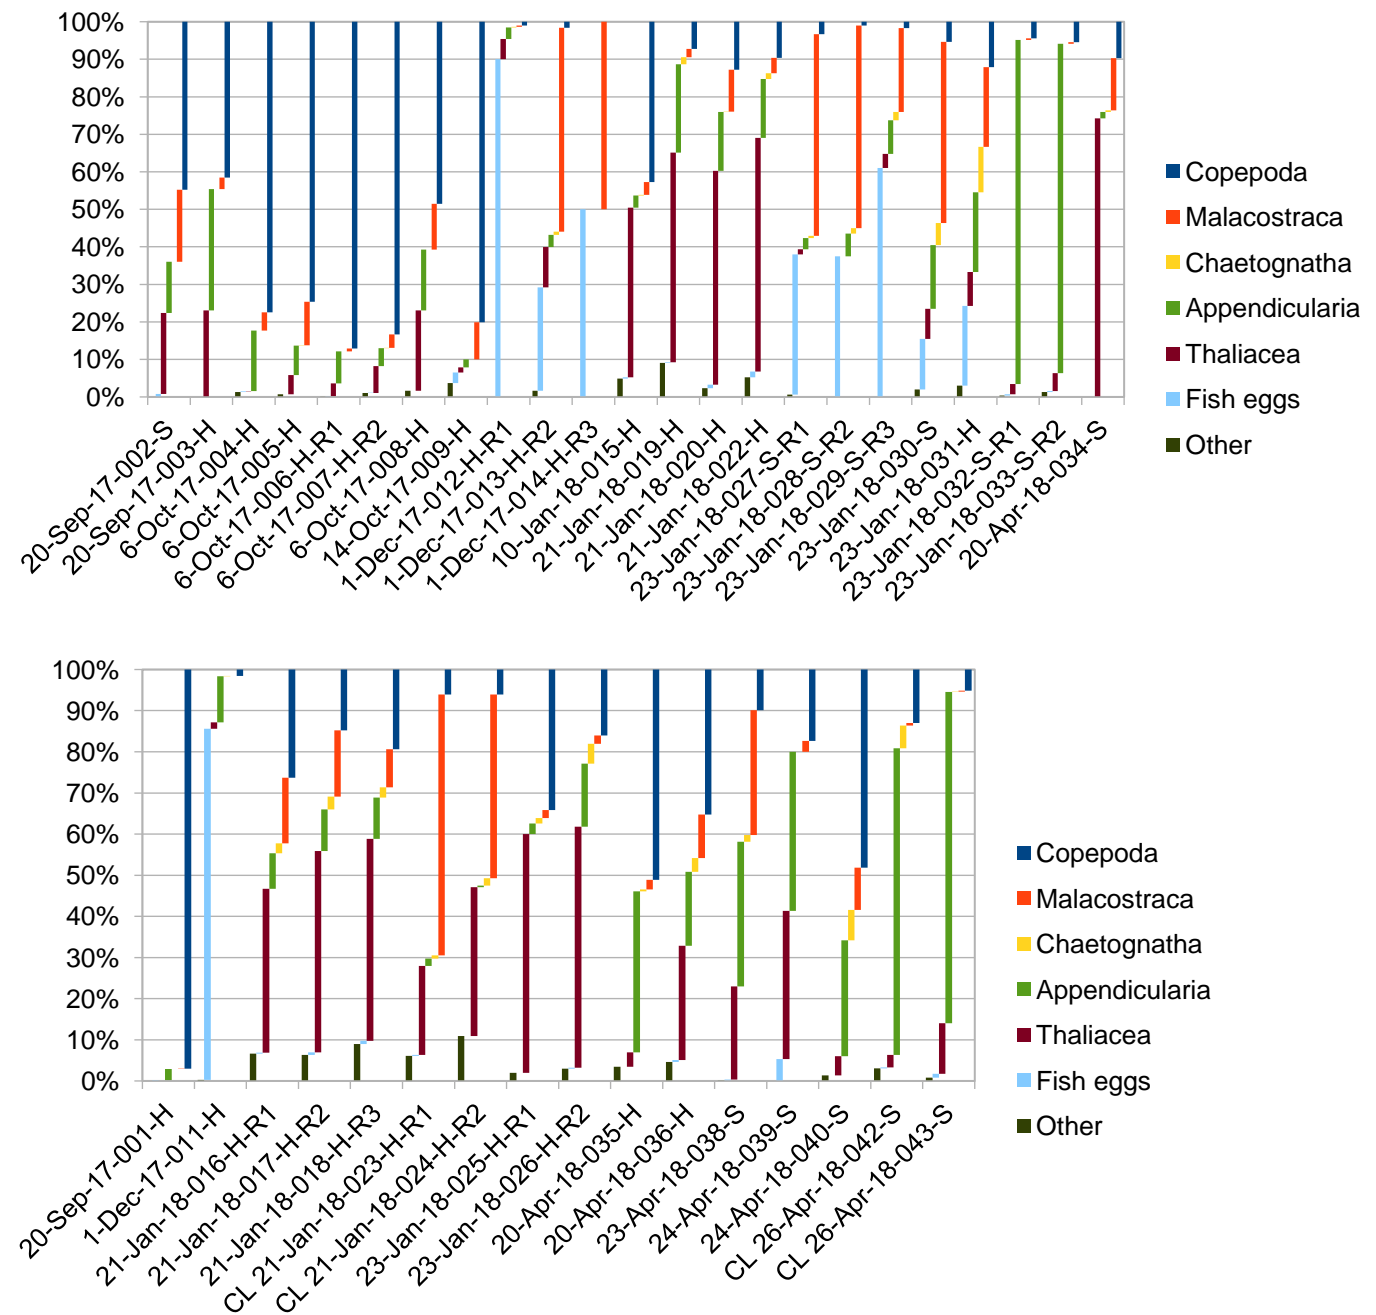 100%
90%
80%
70%
60%
50%
40%
30%
20%
10%
0%
20-Sep-17-002-S
20-Sep-17-003-H
6-Oct-17-004-H
6-Oct-17-005-H
6-Oct-17-006-H-R1
6-Oct-17-007-H-R2
6-Oct-17-008-H
14-Oct-17-009-H
1-Dec-17-012-H-R1
1-Dec-17-013-H-R2
1-Dec-17-014-H-R3
10-Jan-18-015-H
21-Jan-18-019-H
21-Jan-18-020-H
21-Jan-18-022-H
23-Jan-18-027-S-R1
23-Jan-18-028-S-R2
23-Jan-18-029-S-R3
23-Jan-18-030-S
23-Jan-18-031-H
23-Jan-18-032-S-R1
23-Jan-18-033-S-R2
20-Apr-18-034-S
Copepoda
Malacostraca
Chaetognatha
Appendicularia
Thaliacea
Fish eggs
Other
100%
90%
80%
70%
60%
50%
40%
30%
20%
10%
0%
20-Sep-17-001-H
1-Dec-17-011-H
21-Jan-18-016-H-R1
21-Jan-18-017-H-R2
21-Jan-18-018-H-R3
CL 21-Jan-18-023-H-R1
CL 21-Jan-18-024-H-R2
23-Jan-18-025-H-R1
23-Jan-18-026-H-R2
20-Apr-18-035-H
20-Apr-18-036-H
23-Apr-18-038-S
24-Apr-18-039-S
24-Apr-18-040-S
CL 26-Apr-18-042-S
CL 26-Apr-18-043-S
Copepoda
Malacostraca
Chaetognatha
Appendicularia
Thaliacea
Fish eggs
Other